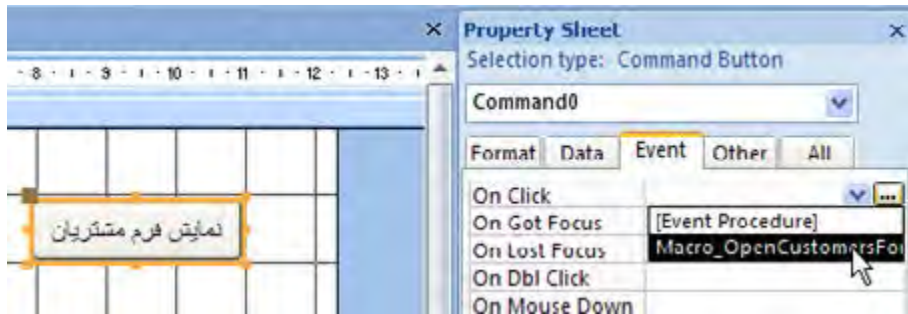 Property Sheet
Selection type: Command Button
Command0
Format Data Event Other All
On Click
On Got Focus
On Lost Focus
On Dbl Click
On Mouse Down
[Event Procedure]
Macro_OpenCustomersFor
- 8 - ı - 9 - ı - 10 - ı - 11 - ı - 12 - ı - 13 - ı
نمایش فرم مشتریان